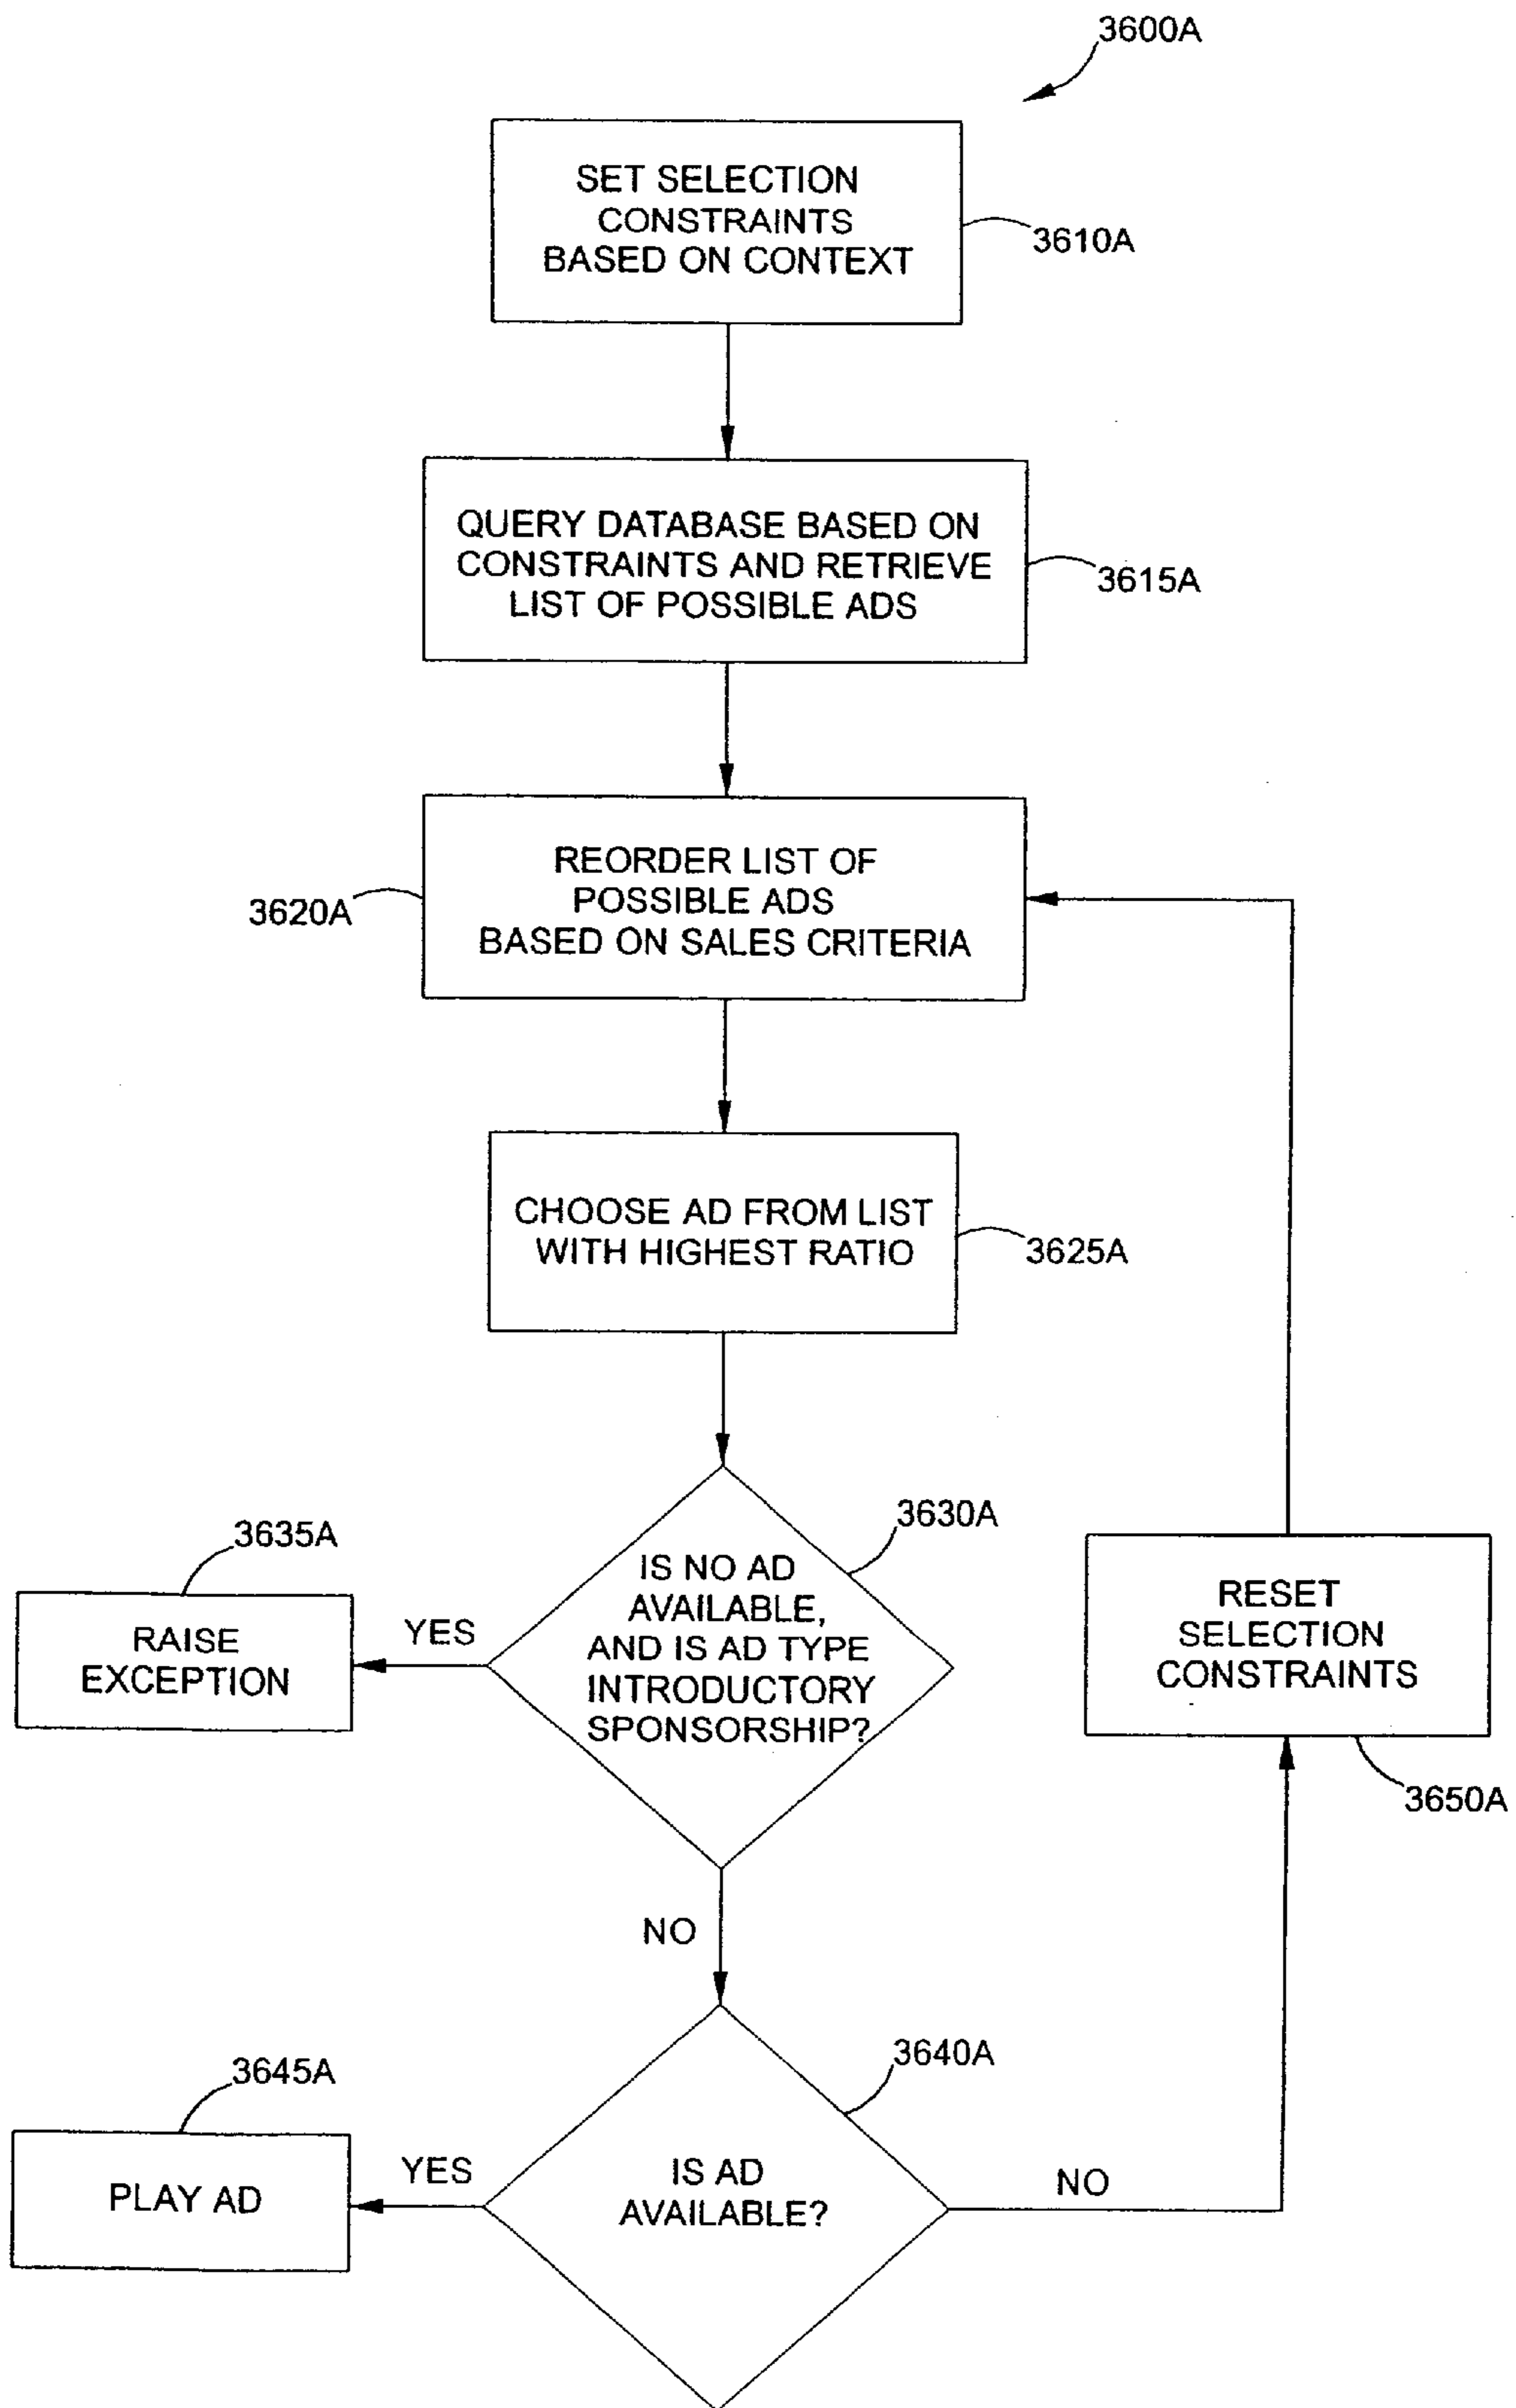 3600A
SET SELECTION
CONSTRAINTS
BASED ON CONTEXT
3610A
QUERY DATABASE BASED ON
CONSTRAINTS AND RETRIEVE
LIST OF POSSIBLE ADS
3615A
REORDER LIST OF
POSSIBLE ADS
BASED ON SALES CRITERIA
3620A
CHOOSE AD FROM LIST
WITH HIGHEST RATIO
3625A
3630A
IS NO AD
AVAILABLE,
AND IS AD TYPE
INTRODUCTORY
SPONSORSHIP?
3635A
YES
RAISE
EXCEPTION
RESET
SELECTION
CONSTRAINTS
3650A
NO
3640A
3645A
YES
PLAY AD
IS AD
AVAILABLE?
NO